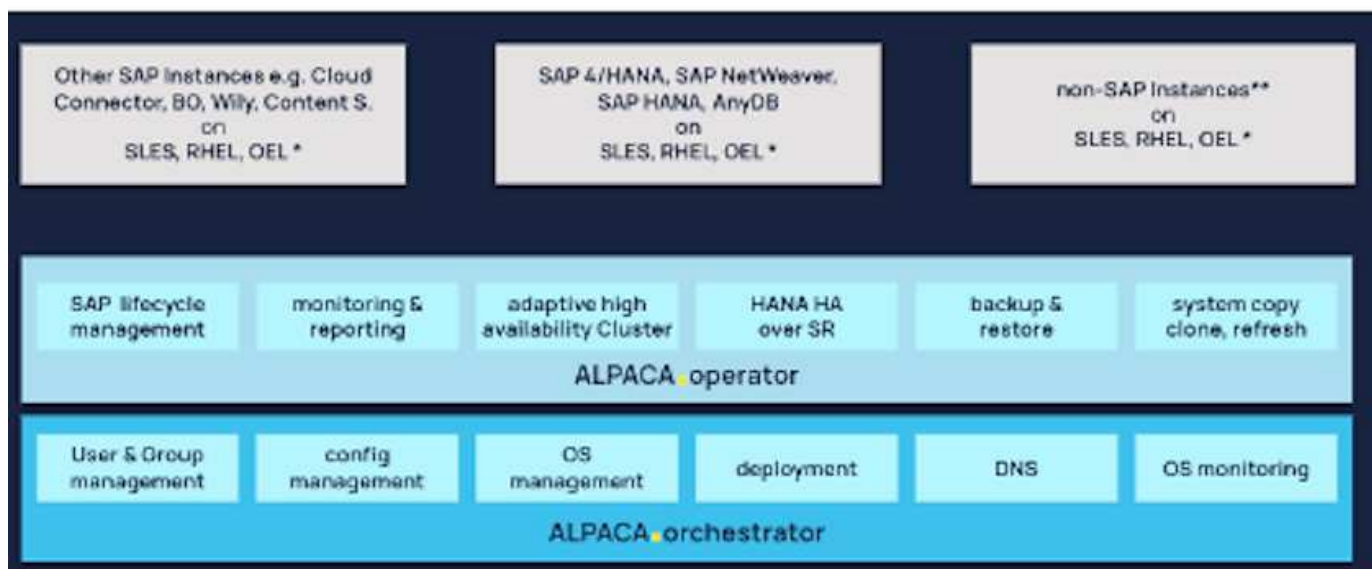 Other SAP Instances e.g. Cloud
Connector, BO, Wily, Content S.
on
SLES, RHEL, OEL *
SAP 4/HANA, SAP NetWeaver,
SAP HANA, AnyDB
on
SLES, RHEL, OEL *
non-SAP Instances**
on
SLES, RHEL, OEL *
SAP lifecycle
management
monitoring &
reporting
adaptive high
availability Cluster
HANA HA
over SR
backup &
restore
system copy
clone, refresh
ALPACA.operator
User & Group
management
config
management
OS
management
deployment
DNS
OS monitoring
ALPACA.orchestrator